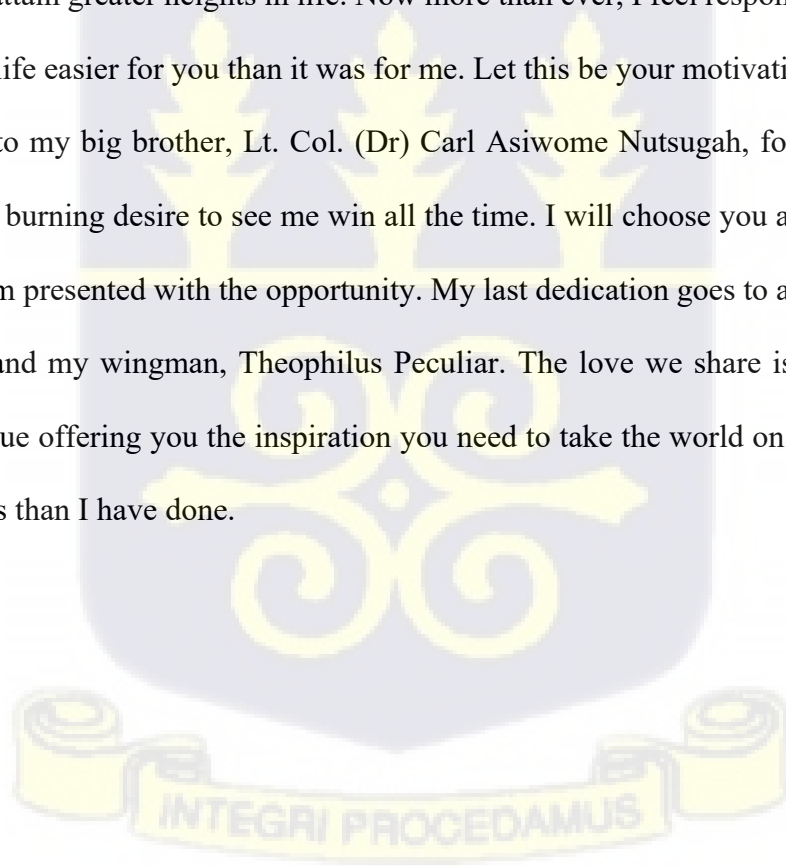 attain greater heights in life. Now more than ever, I feel respon
life easier for you than it was for me. Let this be your motivati
to my big brother, Lt. Col. (Dr) Carl Asiwome Nutsugah, fo
burning desire to see me win all the time. I will choose you a
m presented with the opportunity. My last dedication goes to a
and my wingman, Theophilus Peculiar. The love we share is
ue offering you the inspiration you need to take the world on
s than I have done.
INTEGRI PROCEDAMUS